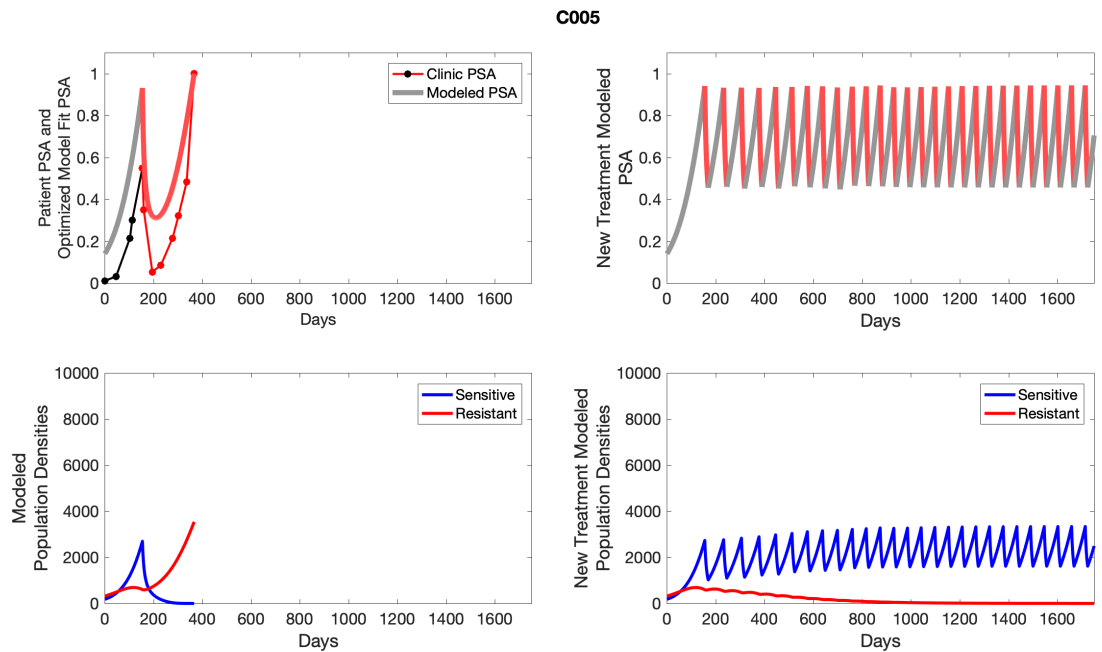 C005
Patient PSA and
Optimized Model Fit PSA
1
0.8
0.6
0.4
0.2
0
0 200 400 600 800 1000 1200 1400 1600
Days
Clinic PSA
Modeled PSA
New Treatment Modeled
PSA
1
0.8
0.6
0.4
0.2
0
0 200 400 600 800 1000 1200 1400 1600
Days
Modeled
Population Densities
10000
8000
6000
4000
2000
0
0 200 400 600 800 1000 1200 1400 1600
Days
Sensitive
Resistant
New Treatment Modeled
Population Densities
10000
8000
6000
4000
2000
0
0 200 400 600 800 1000 1200 1400 1600
Days
Sensitive
Resistant